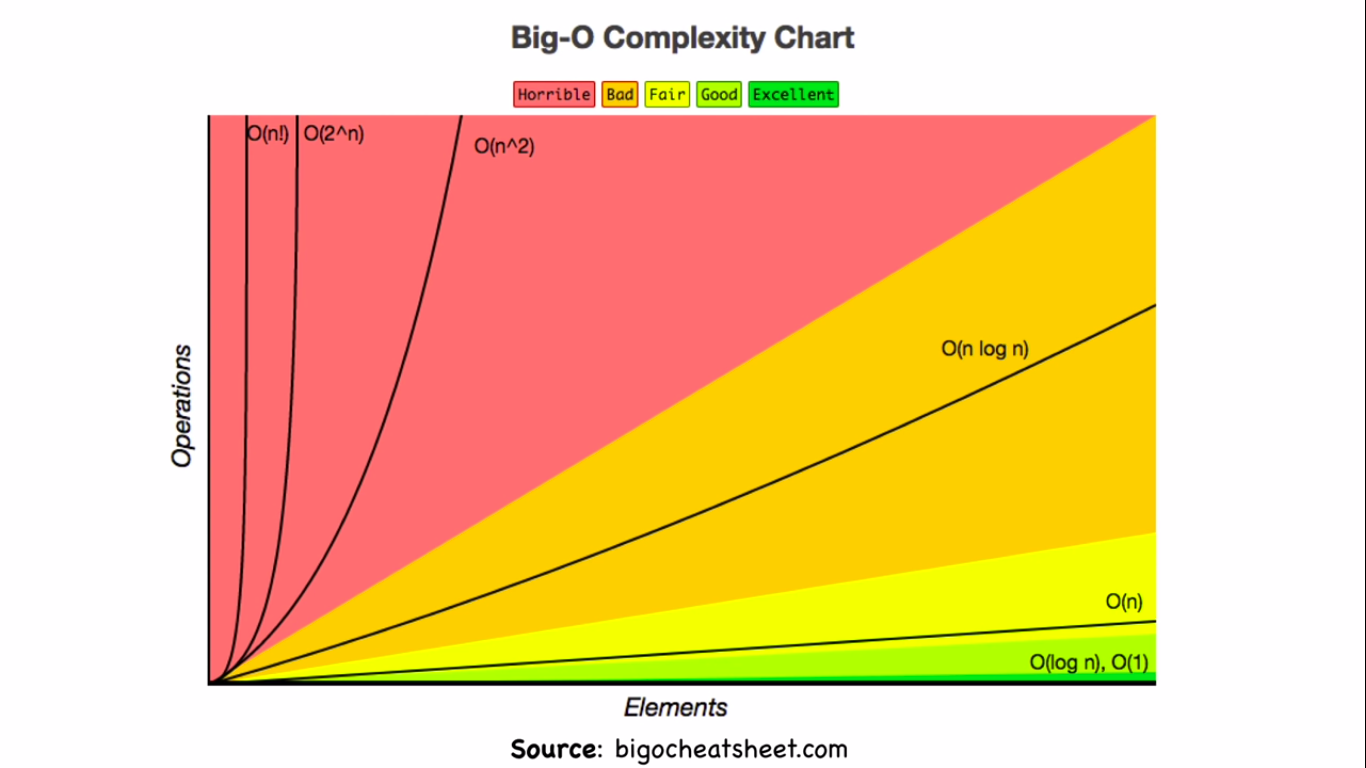 Big-O Complexity Chart
Horrible Bad Fair Good Excellent
O(n!) O(2^n)
O(n^2)
O(n log n)
Operations
O(n)
O(log n), O(1)
Elements
Source: bigocheatsheet.com